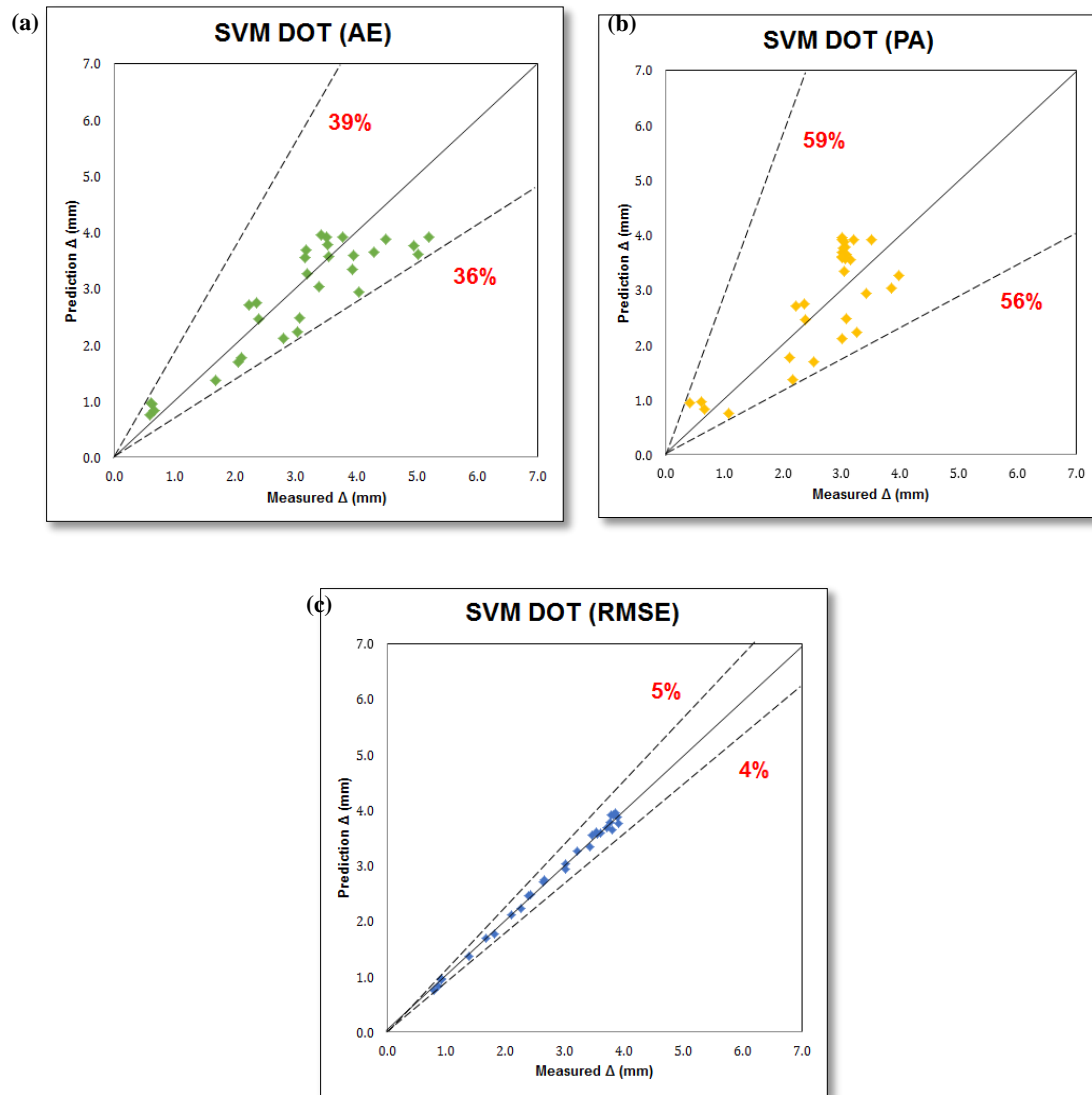 (a)
SVM DOT (AE)
7.0
6.0
5.0
4.0
3.0
2.0
1.0
0.0
Prediction Δ (mm)
39%
36%
0.0 1.0 2.0 3.0 4.0 5.0 6.0 7.0
Measured Δ (mm)
(b)
SVM DOT (PA)
7.0
6.0
5.0
4.0
3.0
2.0
1.0
0.0
Prediction Δ (mm)
59%
56%
0.0 1.0 2.0 3.0 4.0 5.0 6.0 7.0
Measured Δ (mm)
(c)
SVM DOT (RMSE)
7.0
6.0
5.0
4.0
3.0
2.0
1.0
0.0
Prediction Δ (mm)
5%
4%
0.0 1.0 2.0 3.0 4.0 5.0 6.0 7.0
Measured Δ (mm)